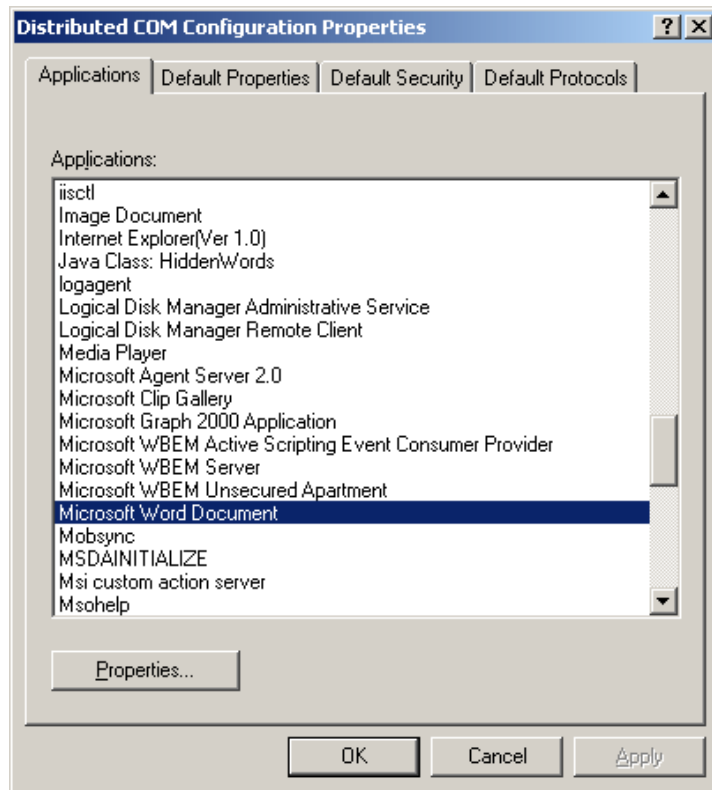 Distributed COM Configuration Properties
Applications Default Properties Default Security Default Protocols
Applications:
iisctl
Image Document
Internet Explorer(Ver 1.0)
Java Class: HiddenWords
logagent
Logical Disk Manager Administrative Service
Logical Disk Manager Remote Client
Media Player
Microsoft Agent Server 2.0
Microsoft Clip Gallery
Microsoft Graph 2000 Application
Microsoft WBEM Active Scripting Event Consumer Provider
Microsoft WBEM Server
Microsoft WBEM Unsecured Apartment
Microsoft Word Document
Mobsync
MSDAINITIALIZE
Msi custom action server
Msohelp
Properties...
OK Cancel Apply